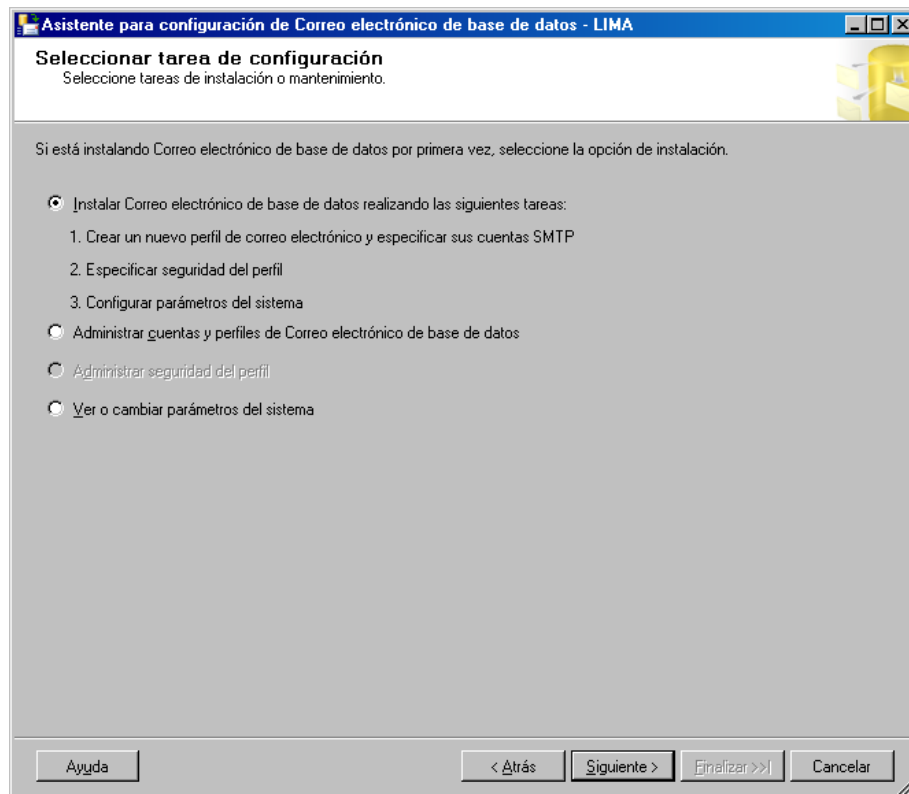 Asistente para configuración de Correo electrónico de base de datos - LIMA
Seleccionar tarea de configuración
Seleccione tareas de instalación o mantenimiento.
Si está instalando Correo electrónico de base de datos por primera vez, seleccione la opción de instalación.
Instalar Correo electrónico de base de datos realizando las siguientes tareas:
1. Crear un nuevo perfil de correo electrónico y especificar sus cuentas SMTP
2. Especificar seguridad del perfil
3. Configurar parámetros del sistema
Administrar cuentas y perfiles de Correo electrónico de base de datos
Administrar seguridad del perfil
Ver o cambiar parámetros del sistema
Ayuda < Atrás Siguiente > Finalizar >>| Cancelar